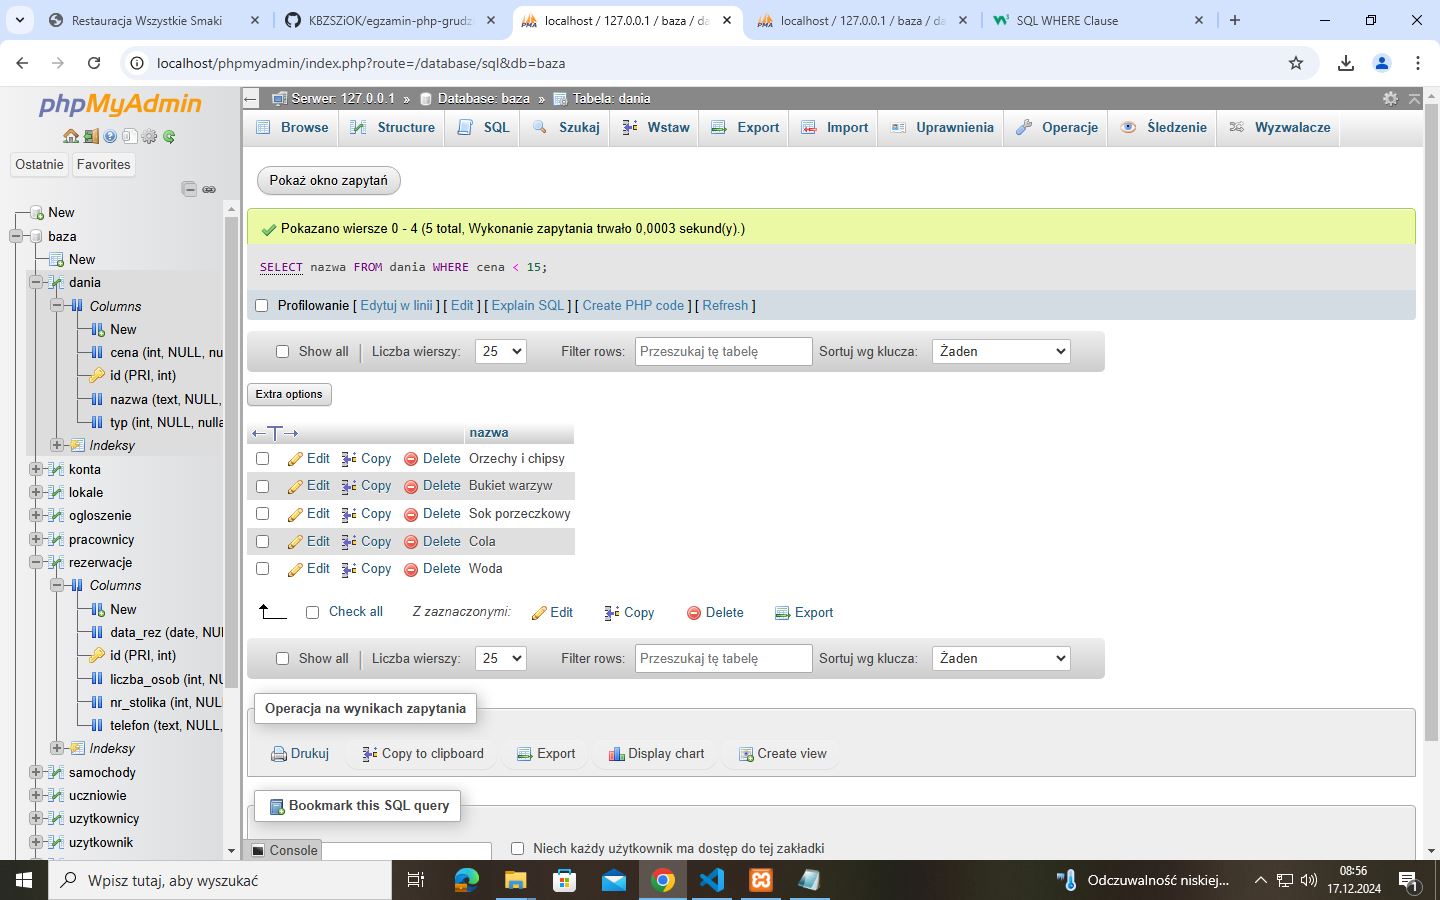 Restauracja Wszystkie Smaki
KBZSZiOK/egzamin-php-grudz
localhost / 127.0.0.1 / baza / da
localhost / 127.0.0.1 / baza / da
SQL WHERE Clause
localhost/phpmyadmin/index.php?route=/database/sql&db=baza
phpMyAdmin
Ostatnie Favorites
New
baza
New
dania
Columns
New
cena (int, NULL, nu
id (PRI, int)
nazwa (text, NULL,
typ (int, NULL, nulla
Indeksy
konta
lokale
ogloszenie
pracownicy
rezerwacje
Columns
New
data_rez (date, NU
id (PRI, int)
liczba_osob (int, NU
nr_stolika (int, NUL
telefon (text, NULL,
Indeksy
samochody
uczniowie
uzytkownicy
uzytkownik
Serwer: 127.0.0.1 » Database: baza » Tabela: dania
Browse Structure SQL Szukaj Wstaw Export Import Uprawnienia Operacje Śledzenie Wyzwalacze
Pokaż okno zapytań
Pokazano wiersze 0 - 4 (5 total, Wykonanie zapytania trwało 0,0003 sekund(y).)
SELECT nazwa FROM dania WHERE cena < 15;
Profilowanie [ Edytuj w linii ] [ Edit ] [ Explain SQL ] [ Create PHP code ] [ Refresh ]
Show all Liczba wierszy: 25 Filter rows: Przeszukaj tę tabelę Sortuj wg klucza: Żaden
Extra options
nazwa
Edit Copy Delete Orzechy i chipsy
Edit Copy Delete Bukiet warzyw
Edit Copy Delete Sok porzeczkowy
Edit Copy Delete Cola
Edit Copy Delete Woda
Check all Z zaznaczonymi: Edit Copy Delete Export
Show all Liczba wierszy: 25 Filter rows: Przeszukaj tę tabelę Sortuj wg klucza: Żaden
Operacja na wynikach zapytania
Drukuj Copy to clipboard Export Display chart Create view
Bookmark this SQL query
Console Niech każdy użytkownik ma dostęp do tej zakładki
Wpisz tutaj, aby wyszukać
Odczuwalność niskiej...
08:56
17.12.2024
1